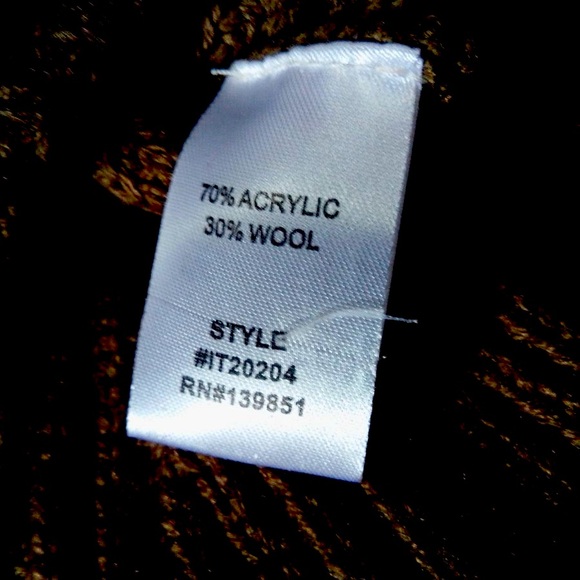 70% ACRYLIC
30% WOOL
STYLE
#IT20204
RN#139851